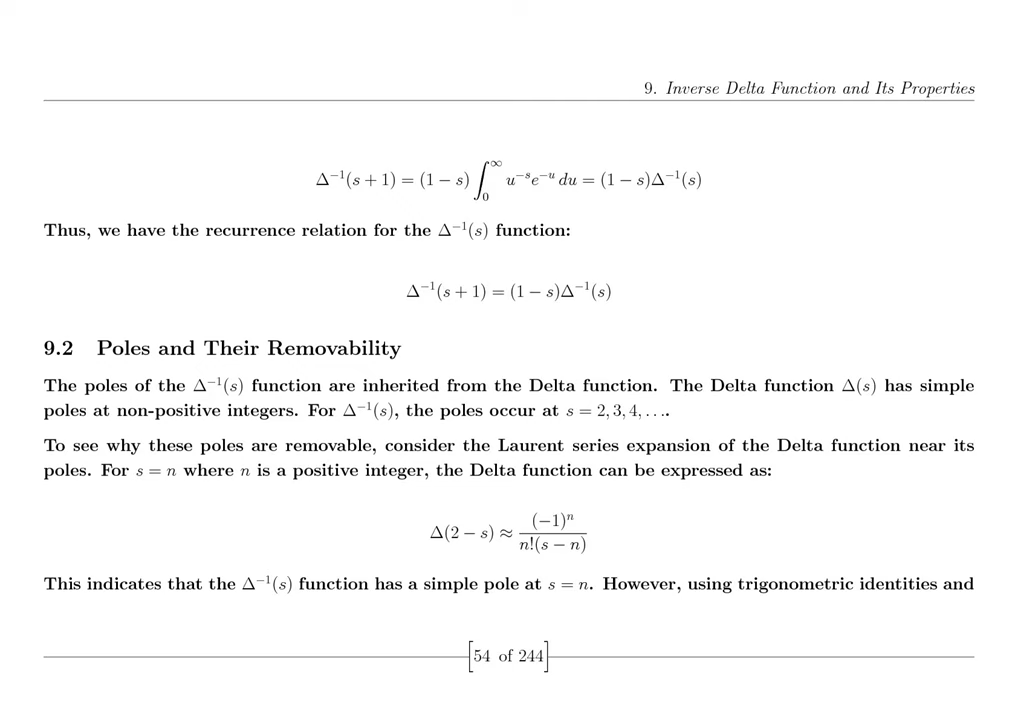 9. Inverse Delta Function and Its Properties
Δ⁻¹(s + 1) = (1 − s) ∫₀^∞ u⁻ˢe⁻ᵘ du = (1 − s)Δ⁻¹(s)
Thus, we have the recurrence relation for the Δ⁻¹(s) function:
Δ⁻¹(s + 1) = (1 − s)Δ⁻¹(s)
9.2 Poles and Their Removability
The poles of the Δ⁻¹(s) function are inherited from the Delta function. The Delta function Δ(s) has simple
poles at non-positive integers. For Δ⁻¹(s), the poles occur at s = 2, 3, 4, . . ..
To see why these poles are removable, consider the Laurent series expansion of the Delta function near its
poles. For s = n where n is a positive integer, the Delta function can be expressed as:
Δ(2 − s) ≈ (−1)ⁿ / n!(s − n)
This indicates that the Δ⁻¹(s) function has a simple pole at s = n. However, using trigonometric identities and
[54 of 244]